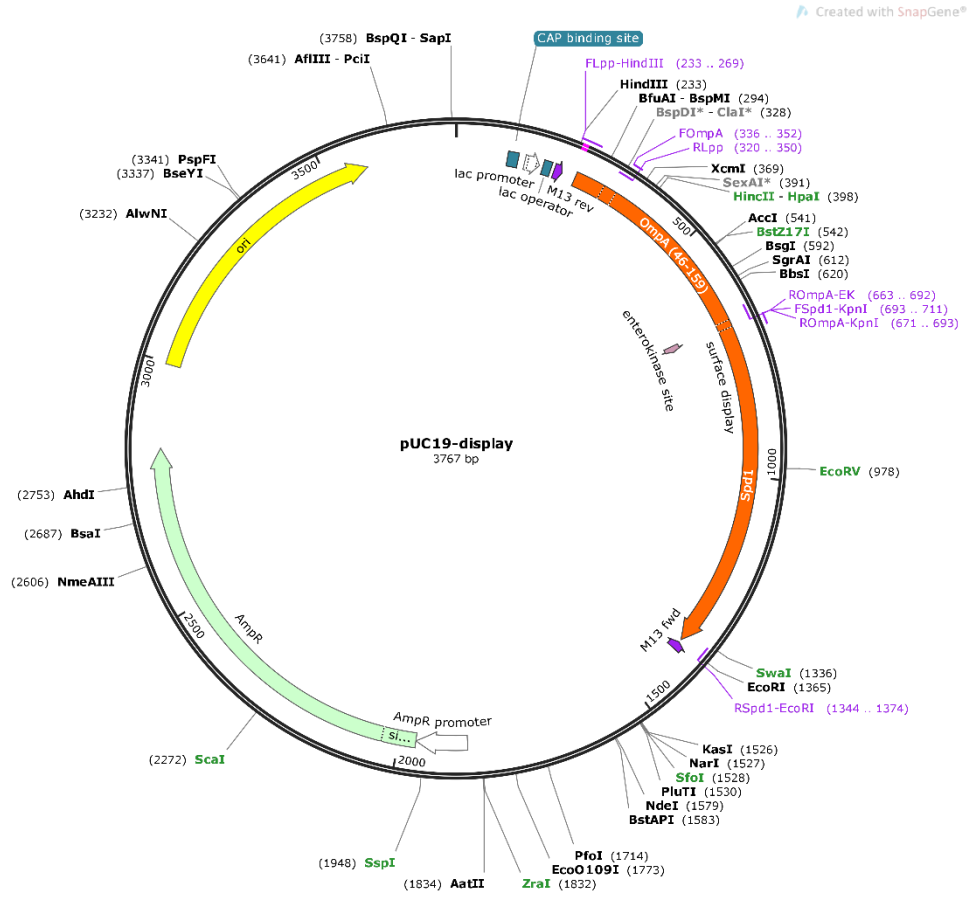 Created with SnapGene®
(3758) BspQI - SapI
(3641) AflIII - PciI
CAP binding site
FLpp-HindIII (233 .. 269)
HindIII (233)
BfuAI - BspMI (294)
BspDI* - ClaI* (328)
FOmpA (336 .. 352)
RLpp (320 .. 350)
XcmI (369)
SexAI* (391)
HincII - HpaI (398)
AccI (541)
BstZ17I (542)
BsgI (592)
SgrAI (612)
BbsI (620)
ROmpA-EK (663 .. 692)
FSpd1-KpnI (693 .. 711)
ROmpA-KpnI (671 .. 693)
(3341) PspFI
(3337) BseYI
(3232) AlwNI
3500
ori
lac promoter
lac operator
M13 rev
500
OmpA (46-159)
enterokinase site
surface display
3000
pUC19-display
3767 bp
1000
EcoRV (978)
Spd1
(2753) AhdI
(2687) BsaI
(2606) NmeAIII
2500
AmpR
M13 fwd
SwaI (1336)
EcoRI (1365)
RSpd1-EcoRI (1344 .. 1374)
1500
AmpR promoter
si...
2000
(2272) ScaI
KasI (1526)
NarI (1527)
SfoI (1528)
PluTI (1530)
NdeI (1579)
BstAPI (1583)
PfoI (1714)
EcoO109I (1773)
ZraI (1832)
(1834) AatII
(1948) SspI